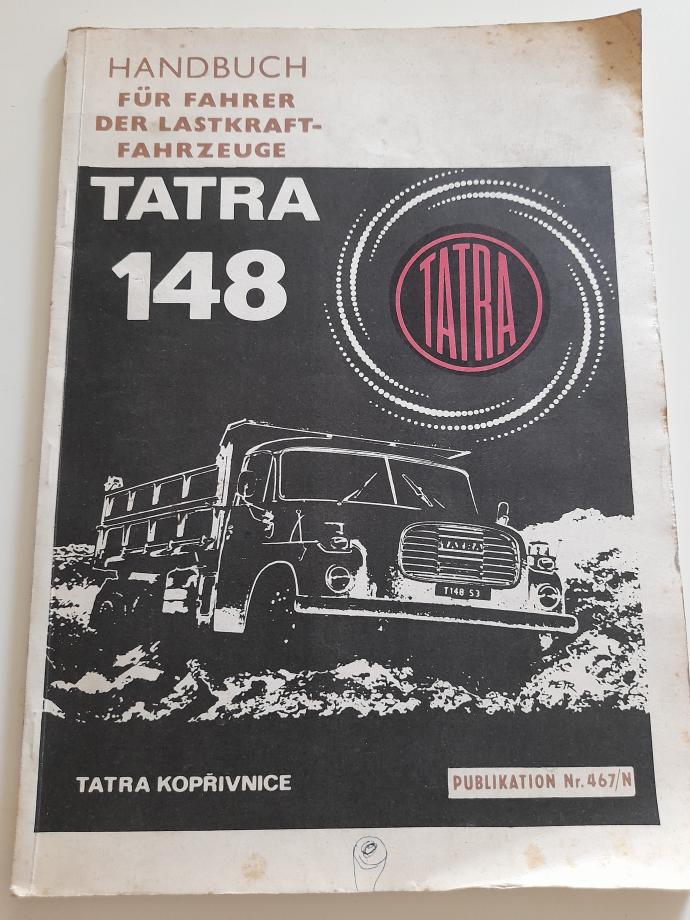 HANDBUCH
FÜR FAHRER
DER LASTKRAFT-
FAHRZEUGE
TATRA
148
TATRA
TATRA
T148 S3
TATRA KOPŘIVNICE
PUBLIKATION Nr. 467/N